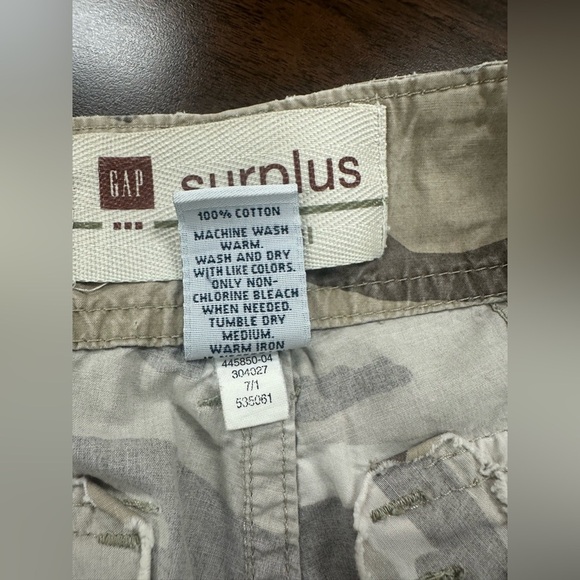 GAP
surplus
100% COTTON
MACHINE WASH
WARM.
WASH AND DRY
WITH LIKE COLORS.
ONLY NON-
CHLORINE BLEACH
WHEN NEEDED.
TUMBLE DRY
MEDIUM.
WARM IRON
445850-04
304027
7/1
535061